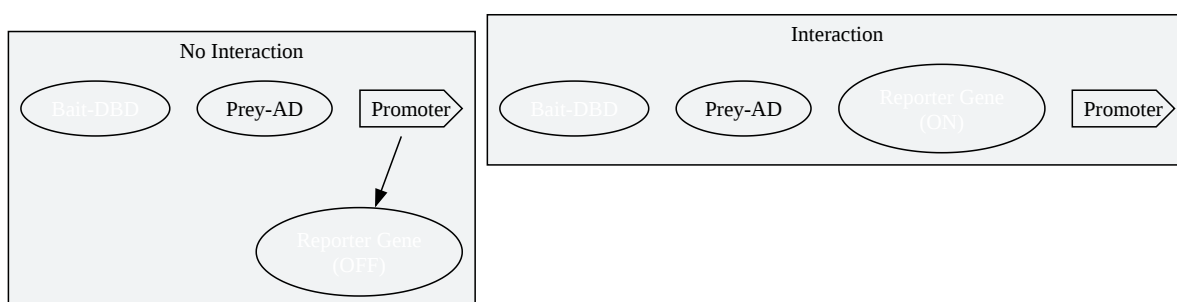 No Interaction
Bait-DBD
Prey-AD
Promoter
Reporter Gene
(OFF)
Interaction
Bait-DBD
Prey-AD
Reporter Gene
(ON)
Promoter